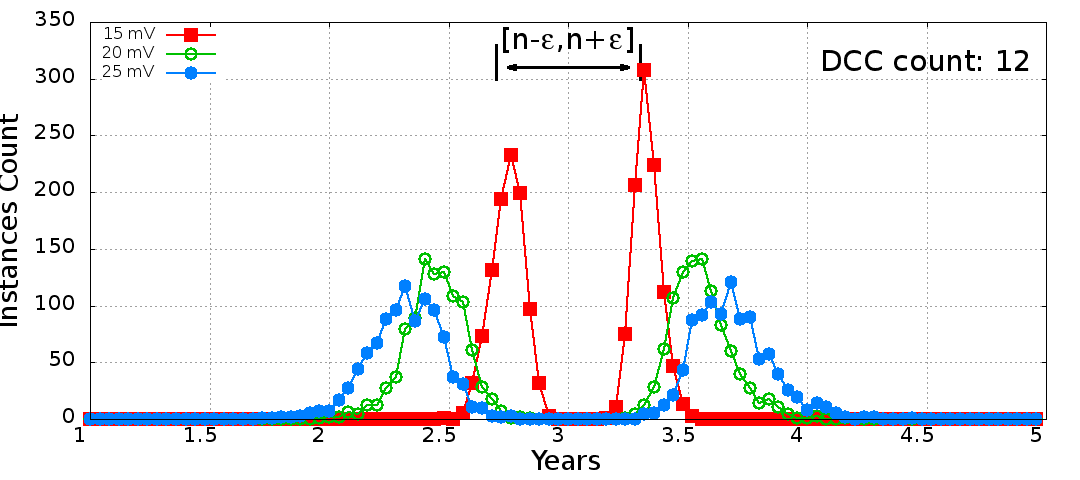 350
300
250
200
150
100
50
0
Instances Count
15 mV
20 mV
25 mV
[n-ε,n+ε]
DCC count: 12
1 1.5 2 2.5 3 3.5 4 4.5 5
Years